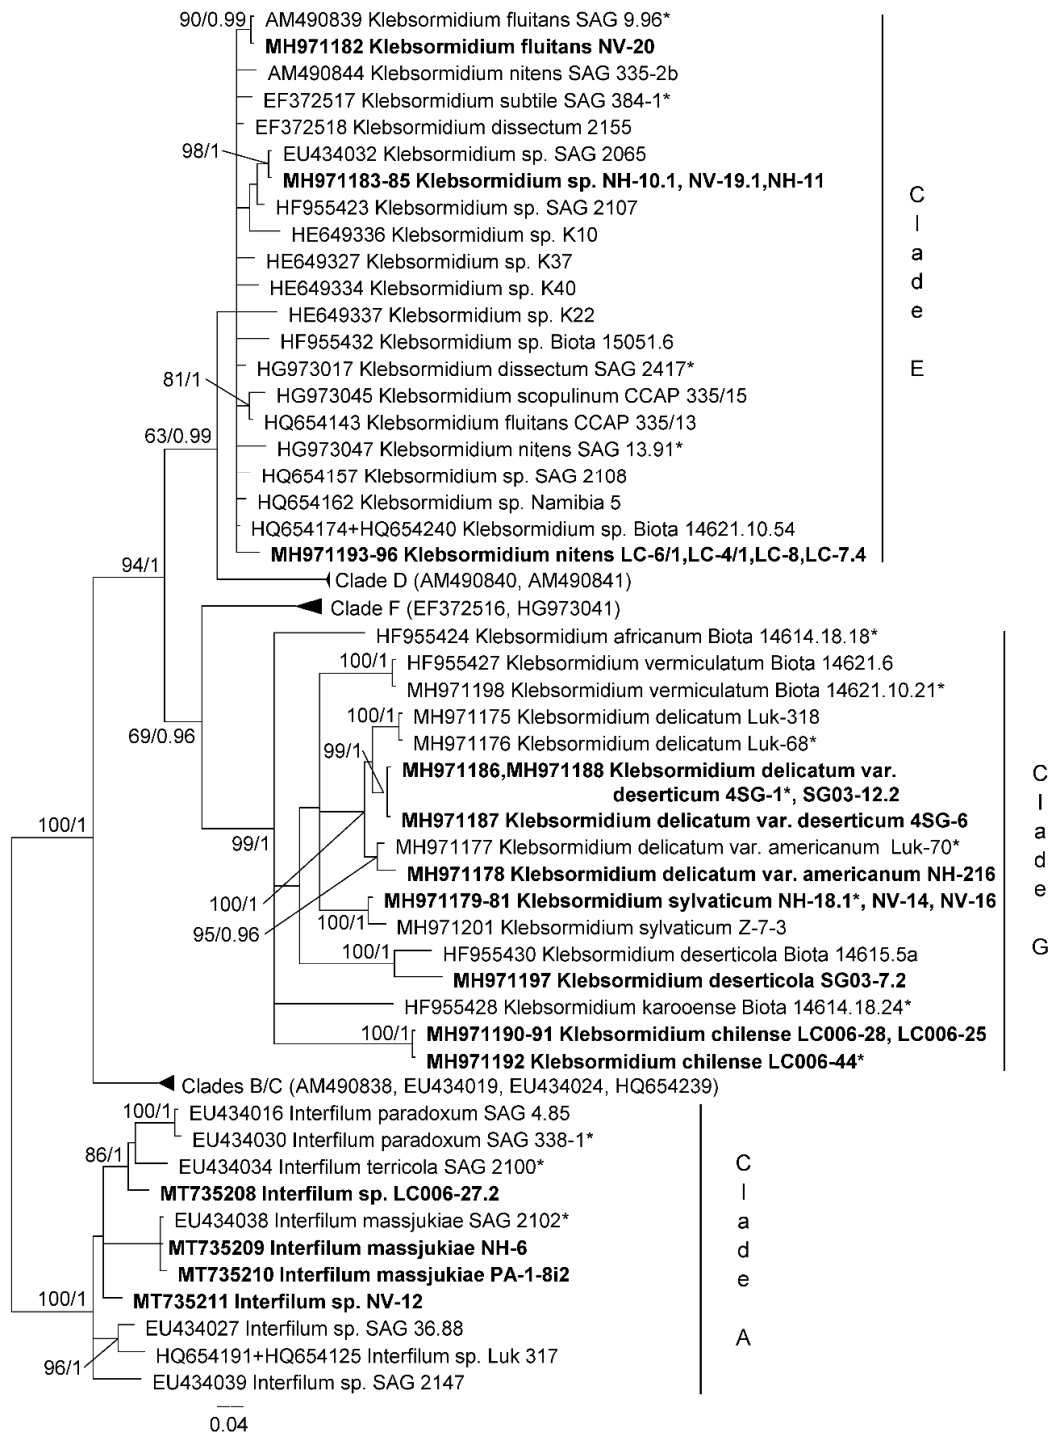 90/0.99 AM490839 Klebsormidium fluitans SAG 9.96*
MH971182 Klebsormidium fluitans NV-20
AM490844 Klebsormidium nitens SAG 335-2b
EF372517 Klebsormidium subtile SAG 384-1*
EF372518 Klebsormidium dissectum 2155
98/1 EU434032 Klebsormidium sp. SAG 2065
MH971183-85 Klebsormidium sp. NH-10.1, NV-19.1,NH-11
HF955423 Klebsormidium sp. SAG 2107
HE649336 Klebsormidium sp. K10
HE649327 Klebsormidium sp. K37
HE649334 Klebsormidium sp. K40
HE649337 Klebsormidium sp. K22
HF955432 Klebsormidium sp. Biota 15051.6
HG973017 Klebsormidium dissectum SAG 2417*
81/1
HG973045 Klebsormidium scopulinum CCAP 335/15
HQ654143 Klebsormidium fluitans CCAP 335/13
63/0.99
HG973047 Klebsormidium nitens SAG 13.91*
HQ654157 Klebsormidium sp. SAG 2108
HQ654162 Klebsormidium sp. Namibia 5
HQ654174+HQ654240 Klebsormidium sp. Biota 14621.10.54
MH971193-96 Klebsormidium nitens LC-6/1,LC-4/1,LC-8,LC-7.4
Clade E
94/1
Clade D (AM490840, AM490841)
Clade F (EF372516, HG973041)
HF955424 Klebsormidium africanum Biota 14614.18.18*
100/1 HF955427 Klebsormidium vermiculatum Biota 14621.6
MH971198 Klebsormidium vermiculatum Biota 14621.10.21*
100/1 MH971175 Klebsormidium delicatum Luk-318
MH971176 Klebsormidium delicatum Luk-68*
69/0.96
99/1
MH971186,MH971188 Klebsormidium delicatum var.
deserticum 4SG-1*, SG03-12.2
MH971187 Klebsormidium delicatum var. deserticum 4SG-6
100/1
99/1
MH971177 Klebsormidium delicatum var. americanum Luk-70*
MH971178 Klebsormidium delicatum var. americanum NH-216
100/1
MH971179-81 Klebsormidium sylvaticum NH-18.1*, NV-14, NV-16
100/1 MH971201 Klebsormidium sylvaticum Z-7-3
95/0.96
100/1 HF955430 Klebsormidium deserticola Biota 14615.5a
MH971197 Klebsormidium deserticola SG03-7.2
HF955428 Klebsormidium karooense Biota 14614.18.24*
100/1 MH971190-91 Klebsormidium chilense LC006-28, LC006-25
MH971192 Klebsormidium chilense LC006-44*
Clade G
Clades B/C (AM490838, EU434019, EU434024, HQ654239)
100/1 EU434016 Interfilum paradoxum SAG 4.85
EU434030 Interfilum paradoxum SAG 338-1*
86/1
EU434034 Interfilum terricola SAG 2100*
MT735208 Interfilum sp. LC006-27.2
EU434038 Interfilum massjukiae SAG 2102*
MT735209 Interfilum massjukiae NH-6
MT735210 Interfilum massjukiae PA-1-8i2
100/1
MT735211 Interfilum sp. NV-12
EU434027 Interfilum sp. SAG 36.88
HQ654191+HQ654125 Interfilum sp. Luk 317
96/1
EU434039 Interfilum sp. SAG 2147
Clade A
0.04